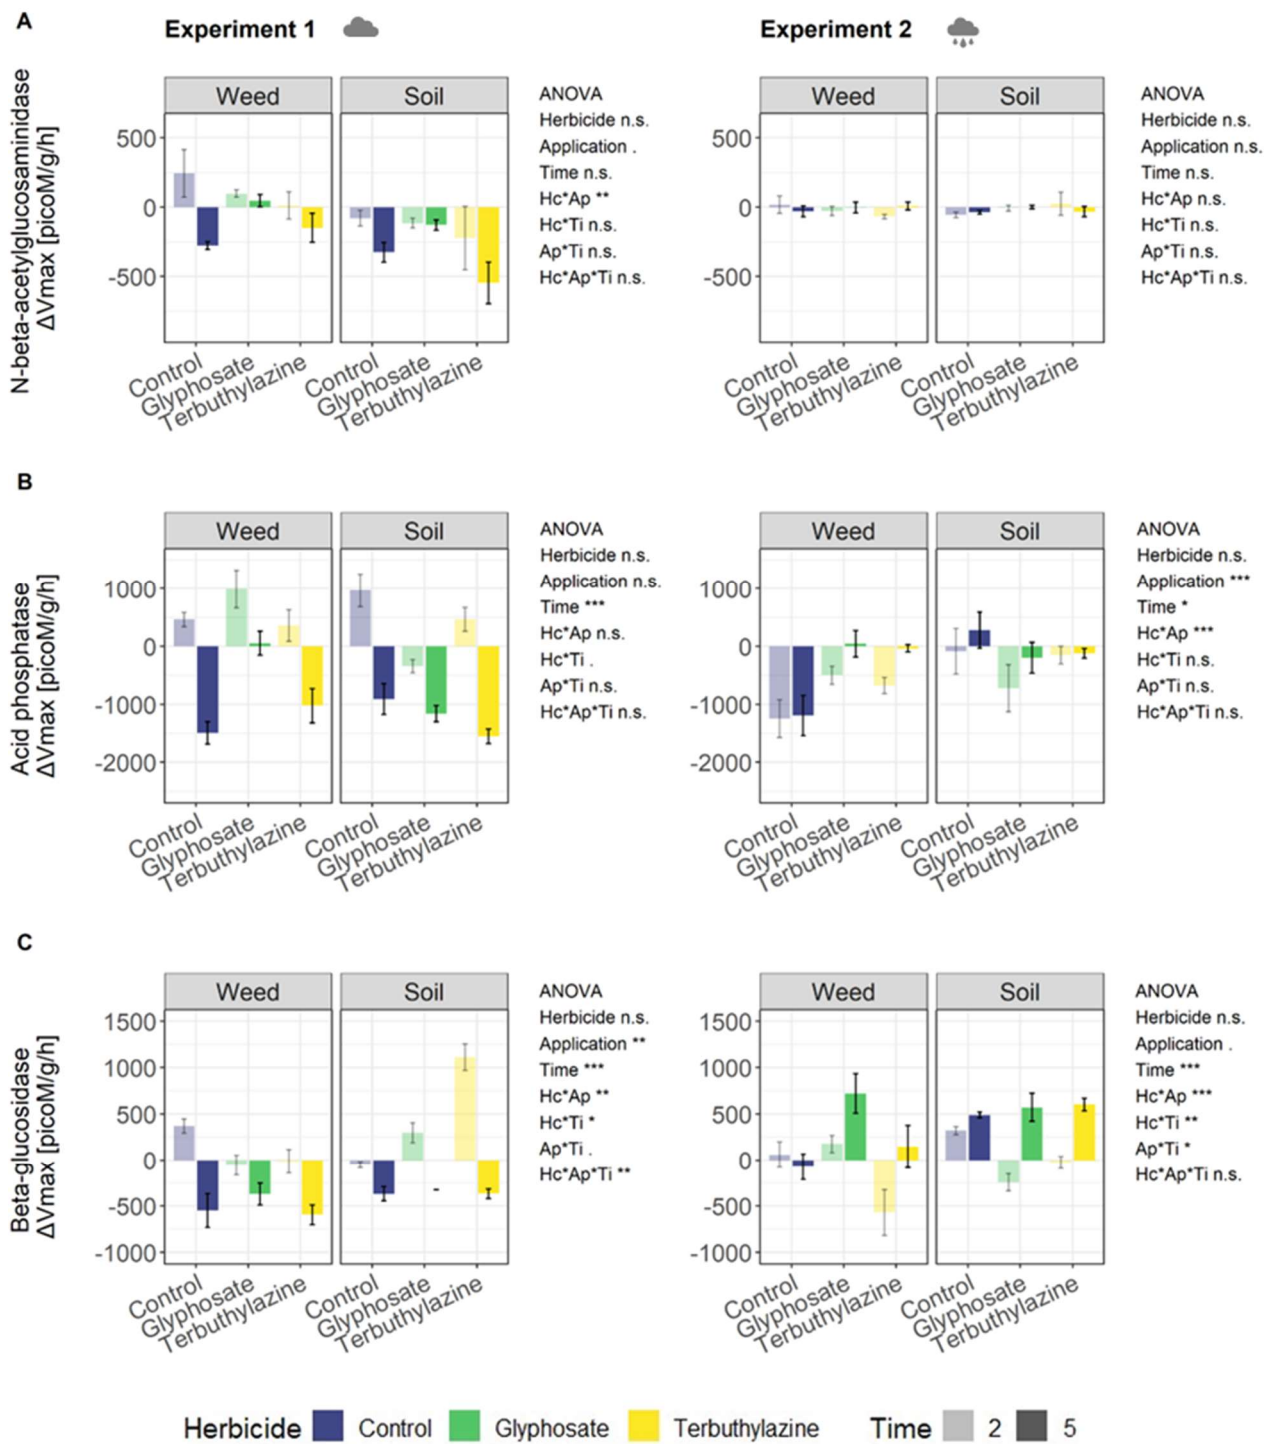 A
Experiment 1
Experiment 2
N-beta-acetylglucosaminidase
ΔVmax [picoM/g/h]
Weed
Soil
500
0
-500
Control
Glyphosate
Terbuthylazine
Control
Glyphosate
Terbuthylazine
ANOVA
Herbicide n.s.
Application .
Time n.s.
Hc*Ap **
Hc*Ti n.s.
Ap*Ti n.s.
Hc*Ap*Ti n.s.
Weed
Soil
500
0
-500
Control
Glyphosate
Terbuthylazine
Control
Glyphosate
Terbuthylazine
ANOVA
Herbicide n.s.
Application n.s.
Time n.s.
Hc*Ap n.s.
Hc*Ti n.s.
Ap*Ti n.s.
Hc*Ap*Ti n.s.
B
Acid phosphatase
ΔVmax [picoM/g/h]
Weed
Soil
1000
0
-1000
-2000
Control
Glyphosate
Terbuthylazine
Control
Glyphosate
Terbuthylazine
ANOVA
Herbicide n.s.
Application n.s.
Time ***
Hc*Ap n.s.
Hc*Ti .
Ap*Ti n.s.
Hc*Ap*Ti n.s.
Weed
Soil
1000
0
-1000
-2000
Control
Glyphosate
Terbuthylazine
Control
Glyphosate
Terbuthylazine
ANOVA
Herbicide n.s.
Application ***
Time *
Hc*Ap ***
Hc*Ti n.s.
Ap*Ti n.s.
Hc*Ap*Ti n.s.
C
Beta-glucosidase
ΔVmax [picoM/g/h]
Weed
Soil
1500
1000
500
0
-500
-1000
Control
Glyphosate
Terbuthylazine
Control
Glyphosate
Terbuthylazine
ANOVA
Herbicide n.s.
Application **
Time ***
Hc*Ap **
Hc*Ti *
Ap*Ti .
Hc*Ap*Ti **
Weed
Soil
1500
1000
500
0
-500
-1000
Control
Glyphosate
Terbuthylazine
Control
Glyphosate
Terbuthylazine
ANOVA
Herbicide n.s.
Application .
Time ***
Hc*Ap ***
Hc*Ti **
Ap*Ti *
Hc*Ap*Ti n.s.
Herbicide Control Glyphosate Terbuthylazine Time 2 5